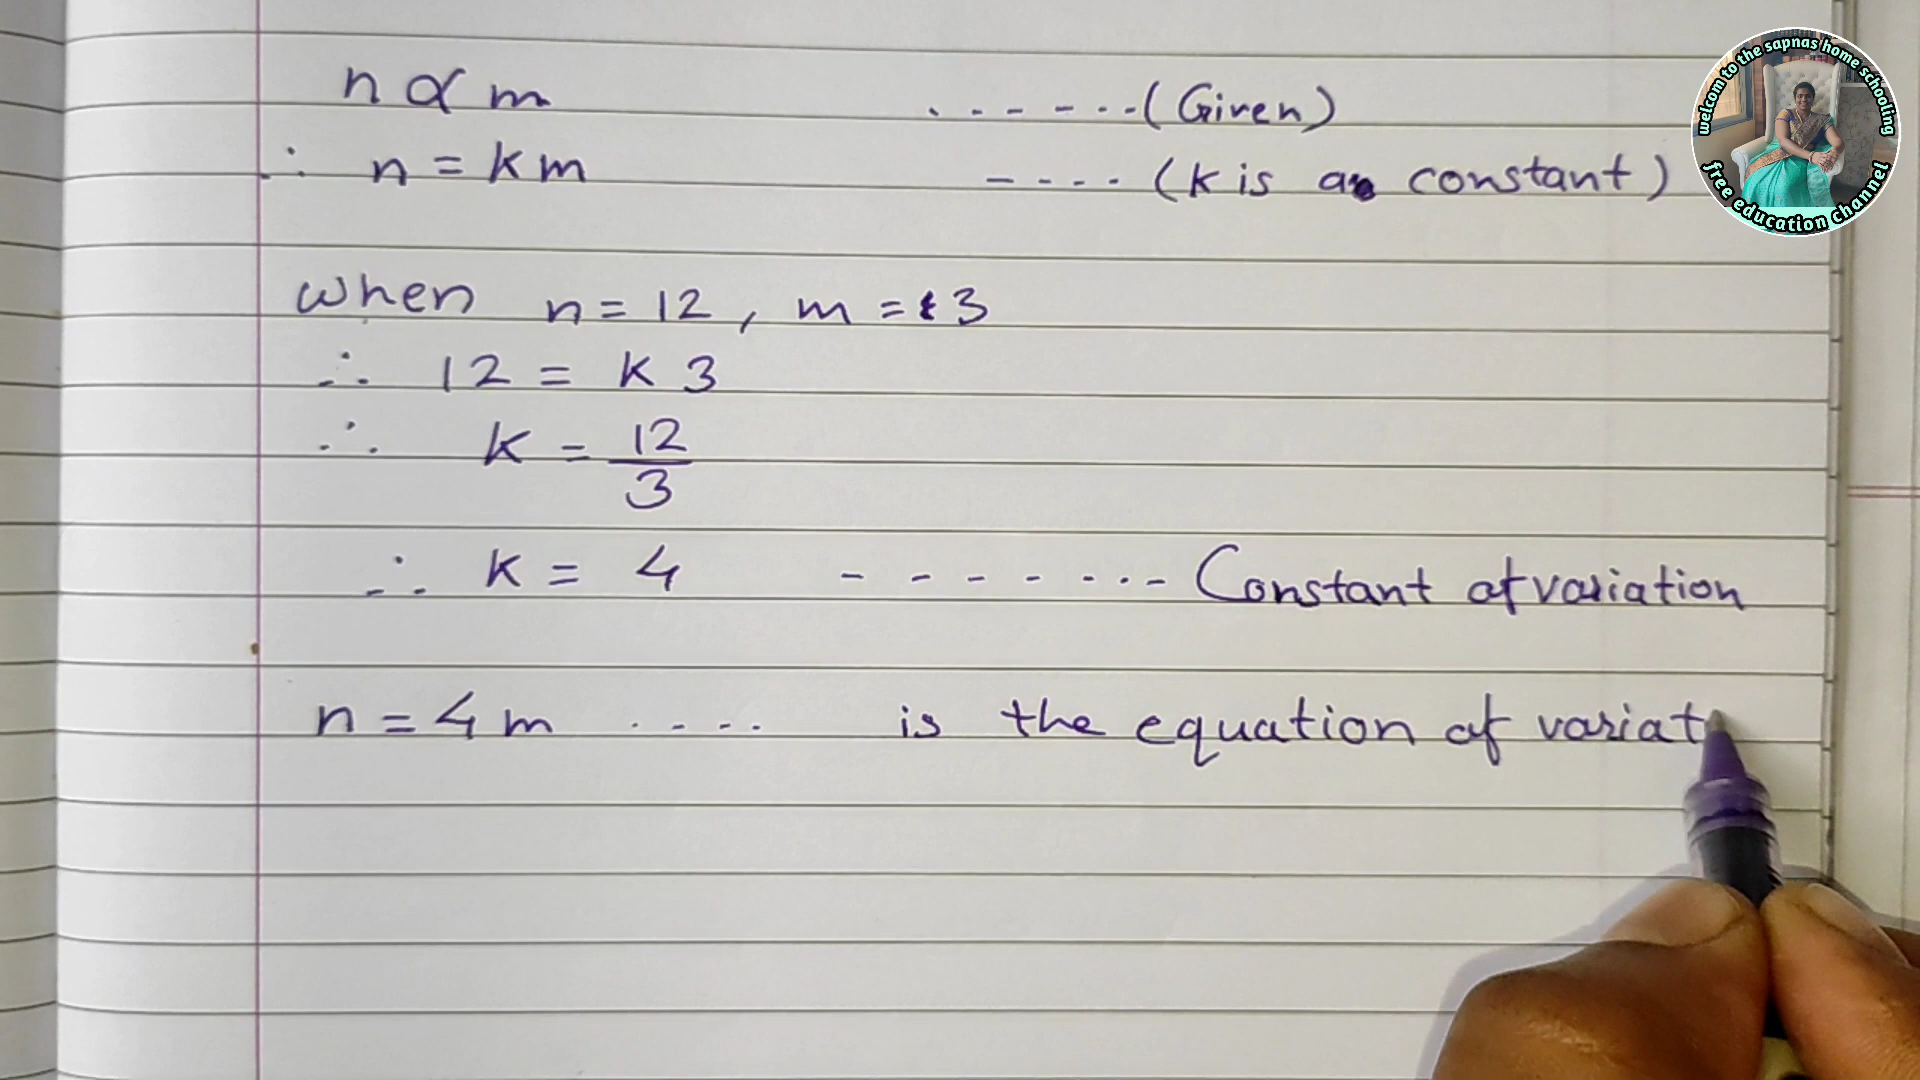 n ∝ m ......(Given)
∴ n = km ---- (k is a constant)
when n = 12, m = 3
∴ 12 = k 3
∴ k = 12/3
∴ k = 4 ------- Constant of variation
n = 4m .... is the equation of variat
welcom to the sapnas home schooling
free education channel